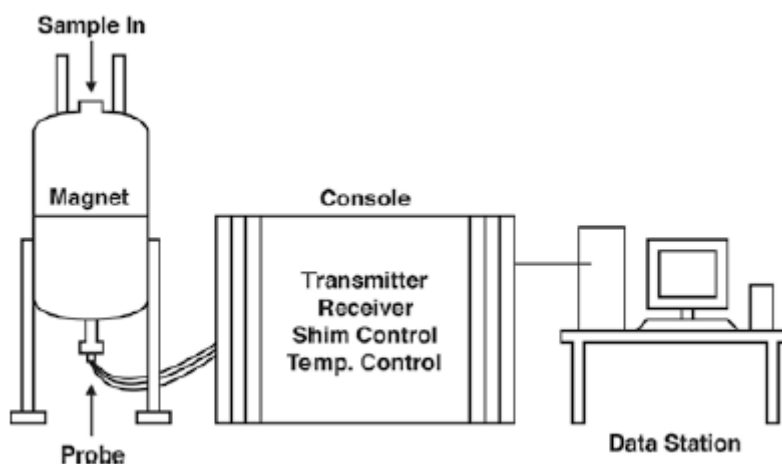 Sample In
Magnet
Console
Transmitter
Receiver
Shim Control
Temp. Control
Probe
Data Station